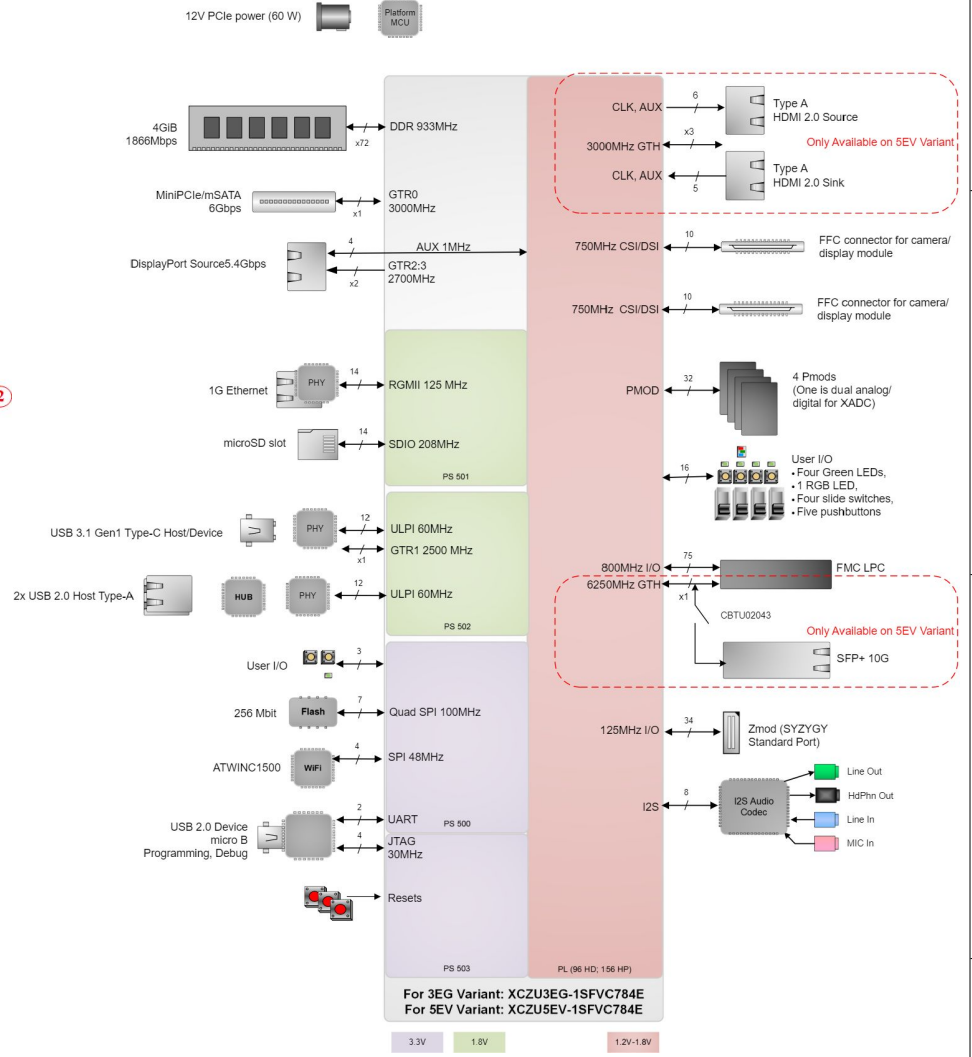 12V PCIe power (60 W)
Platform
MCU
4GiB
1866Mbps
x72
DDR 933MHz
MiniPCIe/mSATA
6Gbps
x1
GTR0
3000MHz
DisplayPort Source5.4Gbps
4
AUX 1MHz
x2
GTR2:3
2700MHz
1G Ethernet
PHY
14
RGMII 125 MHz
microSD slot
14
SDIO 208MHz
PS 501
USB 3.1 Gen1 Type-C Host/Device
PHY
12
ULPI 60MHz
x1
GTR1 2500 MHz
2x USB 2.0 Host Type-A
HUB
PHY
12
ULPI 60MHz
PS 502
User I/O
3
256 Mbit
Flash
7
Quad SPI 100MHz
ATWINC1500
WiFi
4
SPI 48MHz
USB 2.0 Device
micro B
Programming, Debug
2
UART
PS 500
4
JTAG
30MHz
Resets
PS 503
CLK, AUX
6
Type A
HDMI 2.0 Source
3000MHz GTH
x3
Only Available on 5EV Variant
CLK, AUX
5
Type A
HDMI 2.0 Sink
750MHz CSI/DSI
10
FFC connector for camera/
display module
750MHz CSI/DSI
10
FFC connector for camera/
display module
PMOD
32
4 Pmods
(One is dual analog/
digital for XADC)
16
User I/O
• Four Green LEDs,
• 1 RGB LED,
• Four slide switches,
• Five pushbuttons
800MHz I/O
75
FMC LPC
6250MHz GTH
x1
CBTU02043
Only Available on 5EV Variant
SFP+ 10G
125MHz I/O
34
Zmod (SYZYGY
Standard Port)
I2S
8
I2S Audio
Codec
Line Out
HdPhn Out
Line In
MIC In
PL (96 HD; 156 HP)
For 3EG Variant: XCZU3EG-1SFVC784E
For 5EV Variant: XCZU5EV-1SFVC784E
3.3V
1.8V
1.2V-1.8V